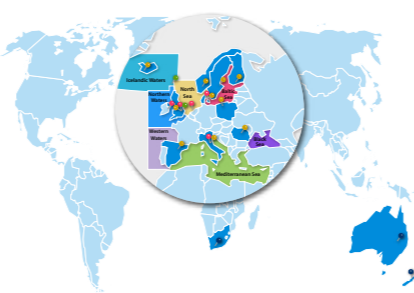 Icelandic Waters
North
Sea
Baltic
Sea
Northern
Waters
Western
Waters
Black
Sea
Mediterranean Sea